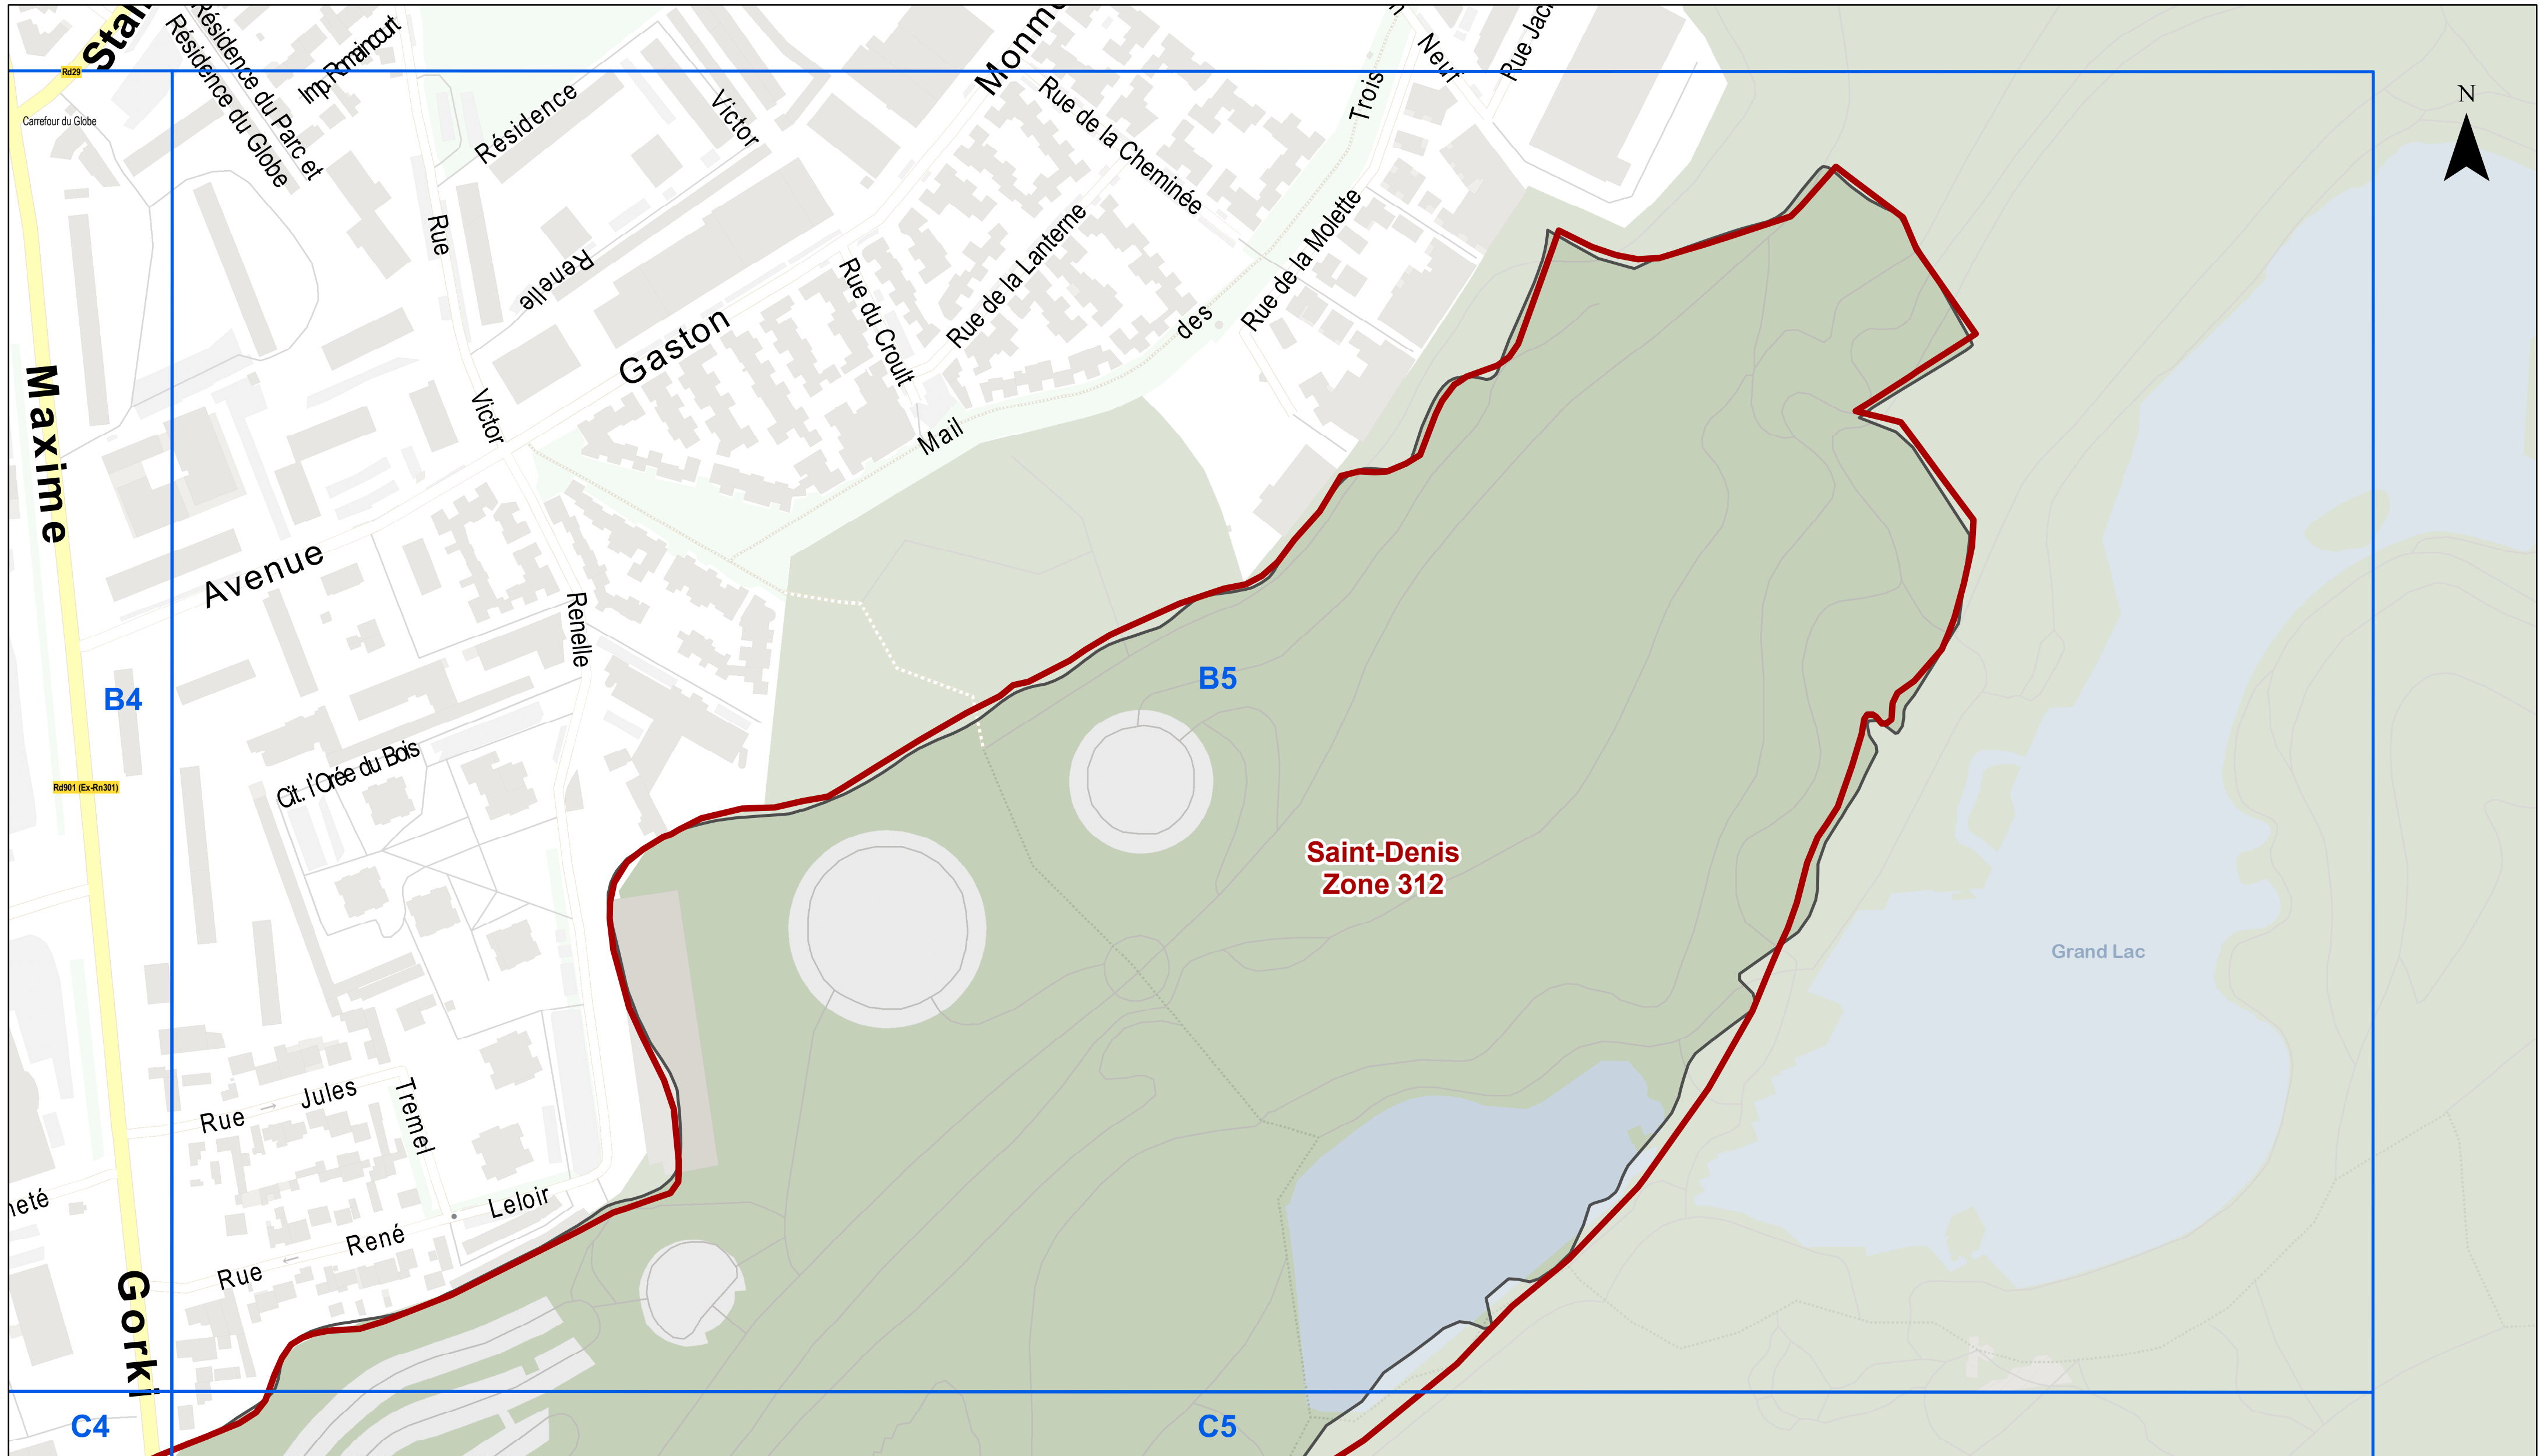 Résidence du Parc et
Résidence du Globe
Imp. Romaincourt
Rd29
Carrefour du Globe
Résidence
Victor
Renelle
Neuf
Trois
Rue de la Cheminée
Rue de la Lanterne
Rue de la Molette
Rue du Croult
des
Mail
N
Maxime
Gorki
Rue
Victor
Renelle
Avenue
Gaston
B4
B5
Rd901 (Ex-Rn301)
Cit. l'Orée du Bois
Saint-Denis
Zone 312
Grand Lac
Rue
Jules
Tremel
Rue
René
Leloir
C4
C5